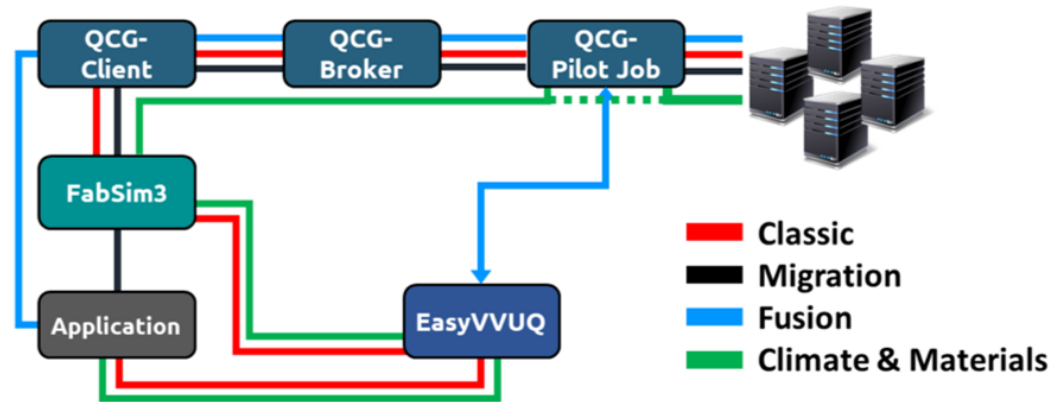 QCG-
Client
QCG-
Broker
QCG-
Pilot Job
FabSim3
Application
EasyVVUQ
Classic
Migration
Fusion
Climate & Materials